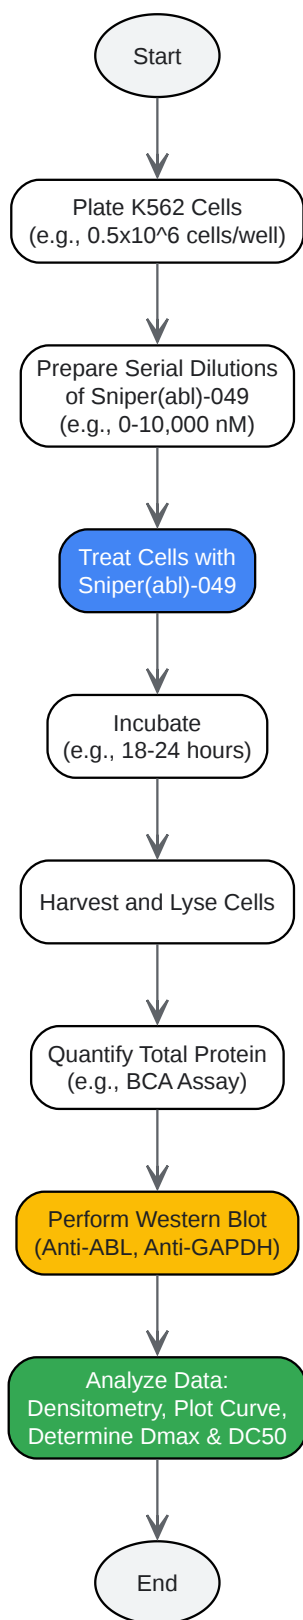 Start
Plate K562 Cells
(e.g., 0.5x10^6 cells/well)
Prepare Serial Dilutions
of Sniper(abl)-049
(e.g., 0-10,000 nM)
Treat Cells with
Sniper(abl)-049
Incubate
(e.g., 18-24 hours)
Harvest and Lyse Cells
Quantify Total Protein
(e.g., BCA Assay)
Perform Western Blot
(Anti-ABL, Anti-GAPDH)
Analyze Data:
Densitometry, Plot Curve,
Determine Dmax & DC50
End